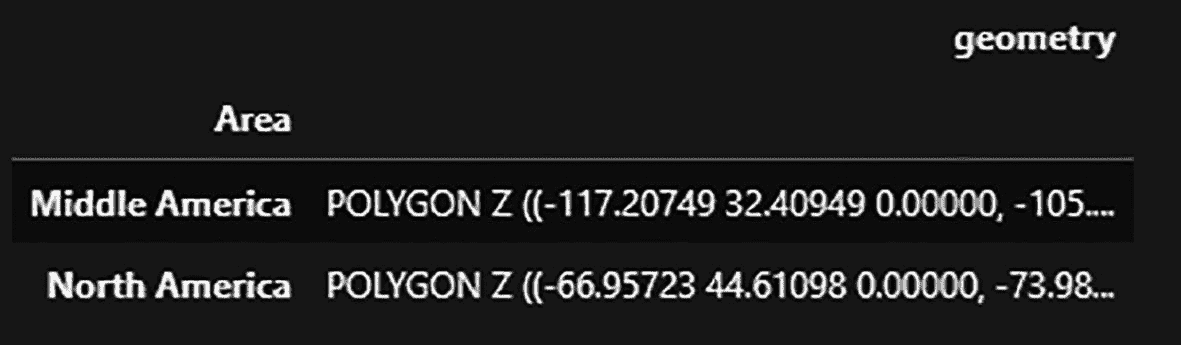 geometry
Area
Middle America POLYGON Z ((-117.20749 32.40949 0.00000, -105....
North America POLYGON Z ((-66.95723 44.61098 0.00000, -73.98...